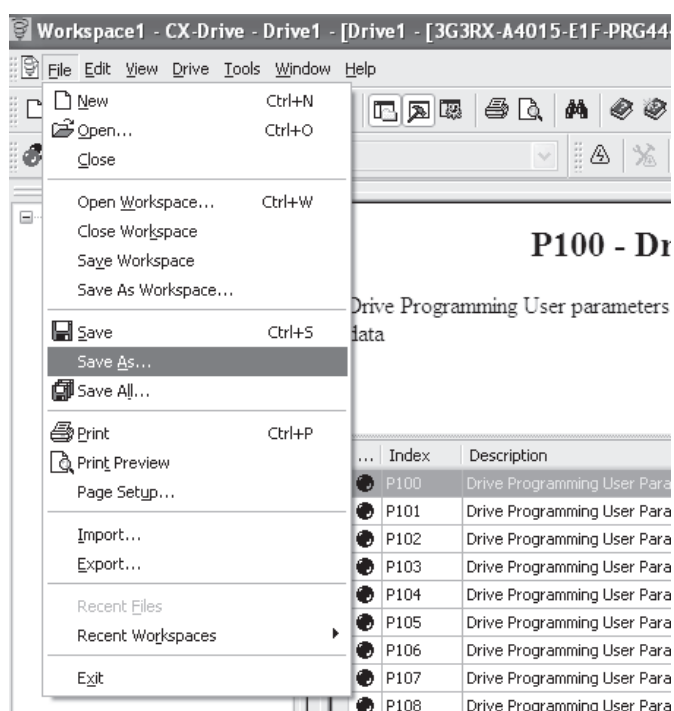 Workspace1 - CX-Drive - Drive1 - [Drive1 - [3G3RX-A4015-E1F-PRG44
File Edit View Drive Tools Window Help
New Ctrl+N
Open... Ctrl+O
Close
Open Workspace... Ctrl+W
Close Workspace
Save Workspace
Save As Workspace...
Save Ctrl+S
Save As...
Save All...
Print Ctrl+P
Print Preview
Page Setup...
Import...
Export...
Recent Files
Recent Workspaces
Exit
P100 - Dr
Drive Programming User parameters
data
... Index Description
P100 Drive Programming User Para
P101 Drive Programming User Para
P102 Drive Programming User Para
P103 Drive Programming User Para
P104 Drive Programming User Para
P105 Drive Programming User Para
P106 Drive Programming User Para
P107 Drive Programming User Para
P108 Drive Programming User Para